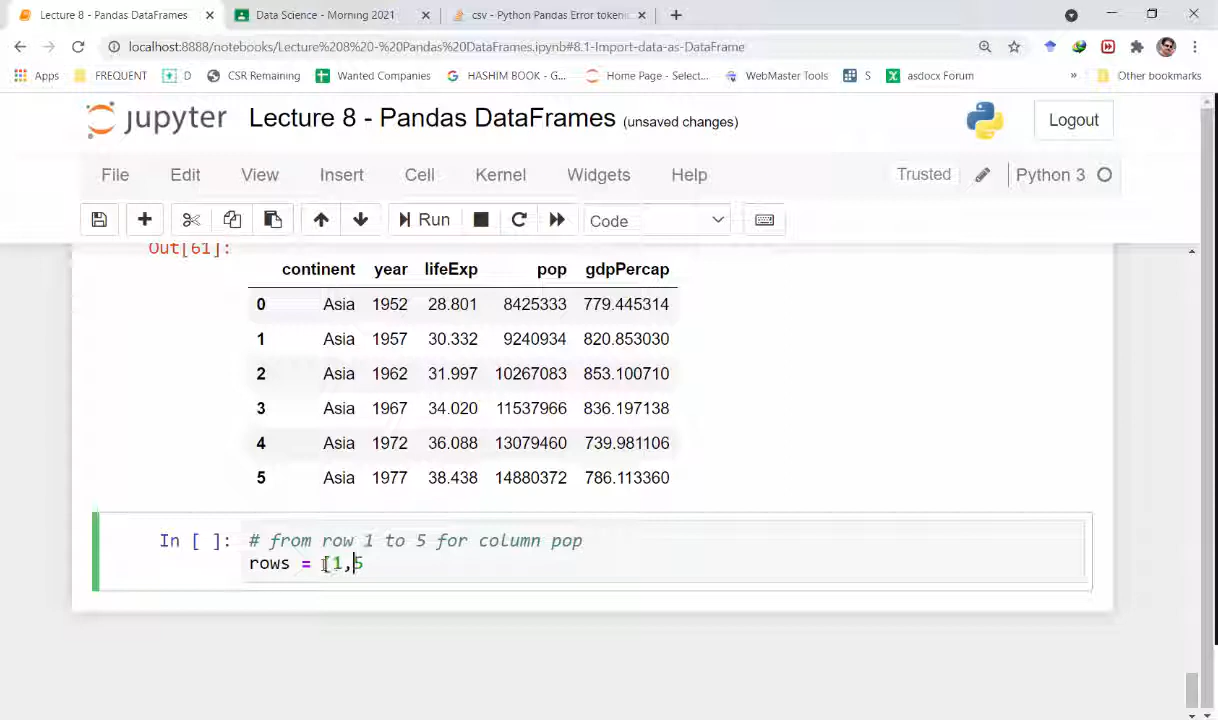 Lecture 8 - Pandas DataFrames
Data Science - Morning 2021
csv - Python Pandas Error tokeni
localhost:8888/notebooks/Lecture%208%20-%20Pandas%20DataFrames.ipynb#8.1-Import-data-as-DataFrame
Apps FREQUENT D CSR Remaining Wanted Companies HASHIM BOOK - G... Home Page - Select... WebMaster Tools S asdocx Forum » Other bookmarks
jupyter Lecture 8 - Pandas DataFrames (unsaved changes) Logout
File Edit View Insert Cell Kernel Widgets Help Trusted Python 3
Run Code
Out[61]:
continent year lifeExp pop gdpPercap
0 Asia 1952 28.801 8425333 779.445314
1 Asia 1957 30.332 9240934 820.853030
2 Asia 1962 31.997 10267083 853.100710
3 Asia 1967 34.020 11537966 836.197138
4 Asia 1972 36.088 13079460 739.981106
5 Asia 1977 38.438 14880372 786.113360
In [ ]: # from row 1 to 5 for column pop
rows = [1,5